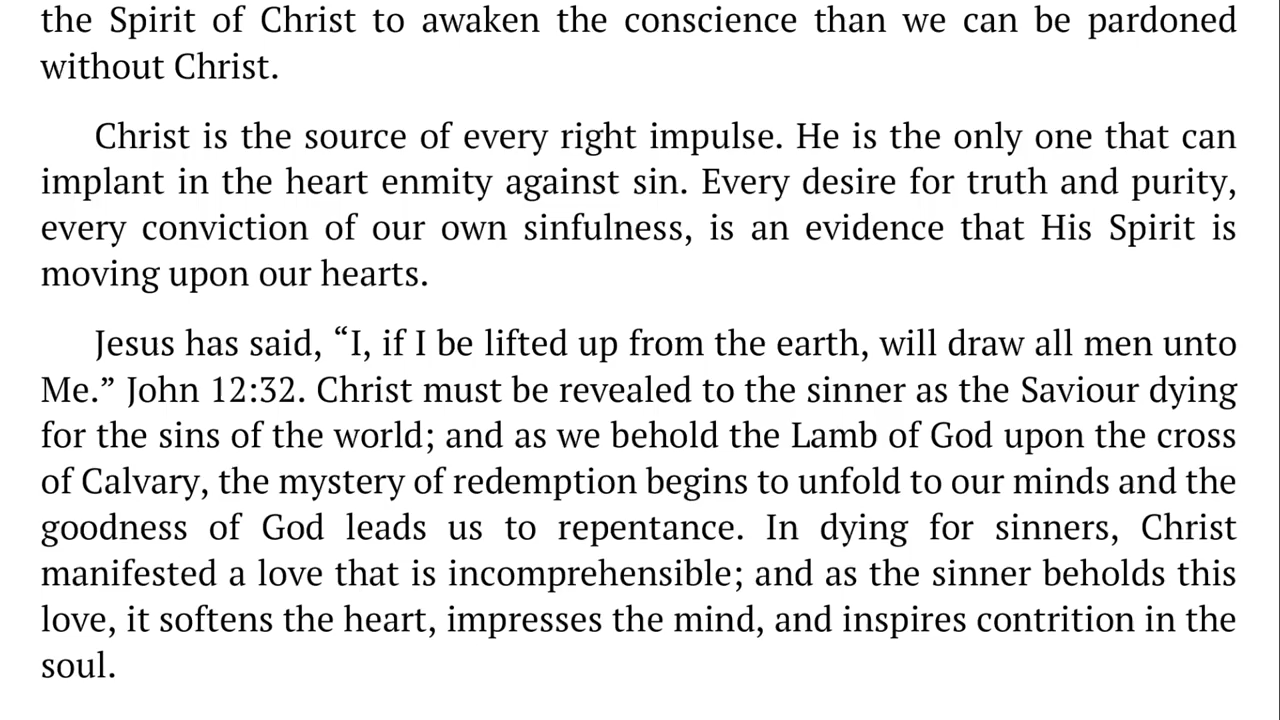 the Spirit of Christ to awaken the conscience than we can be pardoned
without Christ.
Christ is the source of every right impulse. He is the only one that can
implant in the heart enmity against sin. Every desire for truth and purity,
every conviction of our own sinfulness, is an evidence that His Spirit is
moving upon our hearts.
Jesus has said, “I, if I be lifted up from the earth, will draw all men unto
Me.” John 12:32. Christ must be revealed to the sinner as the Saviour dying
for the sins of the world; and as we behold the Lamb of God upon the cross
of Calvary, the mystery of redemption begins to unfold to our minds and the
goodness of God leads us to repentance. In dying for sinners, Christ
manifested a love that is incomprehensible; and as the sinner beholds this
love, it softens the heart, impresses the mind, and inspires contrition in the
soul.